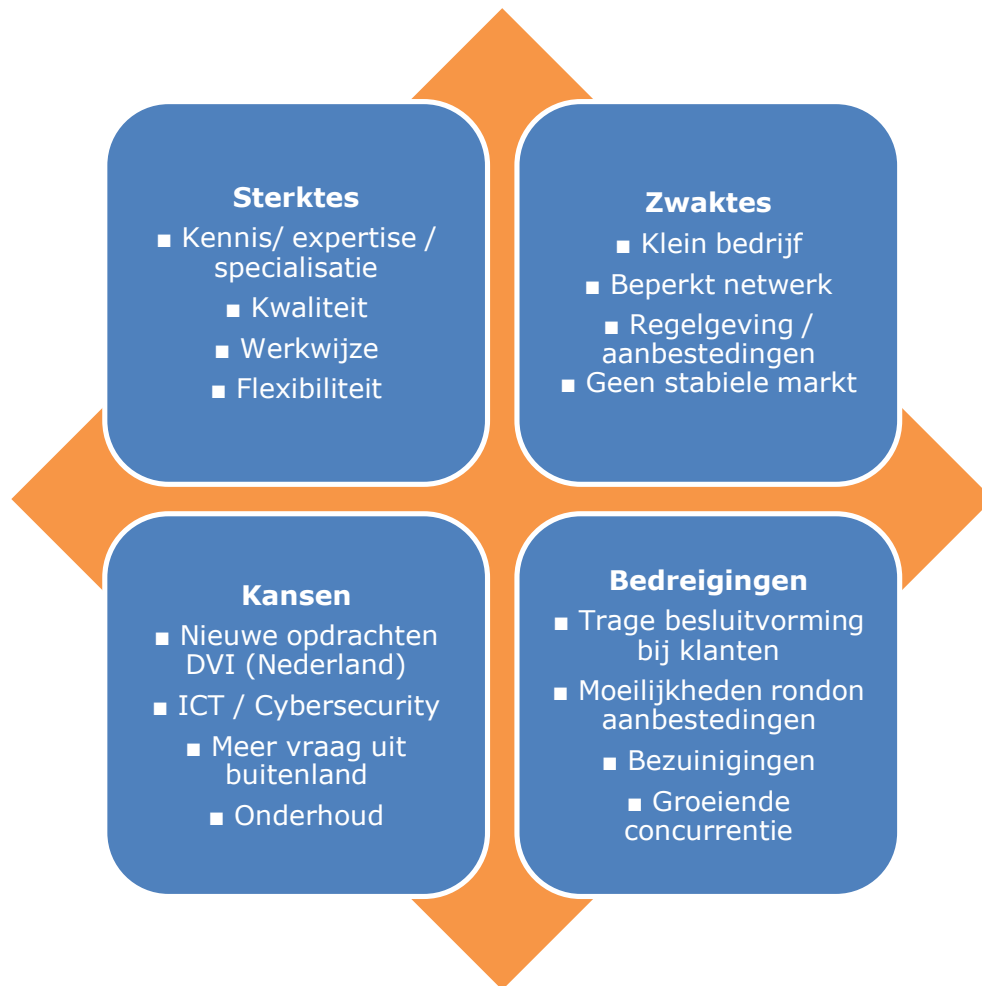 Sterktes
▪ Kennis/ expertise /
specialisatie
▪ Kwaliteit
▪ Werkwijze
▪ Flexibiliteit
Zwaktes
▪ Klein bedrijf
▪ Beperkt netwerk
▪ Regelgeving /
aanbestedingen
▪ Geen stabiele markt
Kansen
▪ Nieuwe opdrachten
DVI (Nederland)
▪ ICT / Cybersecurity
▪ Meer vraag uit
buitenland
▪ Onderhoud
Bedreigingen
▪ Trage besluitvorming
bij klanten
▪ Moeilijkheden rondon
aanbestedingen
▪ Bezuinigingen
▪ Groeiende
concurrentie